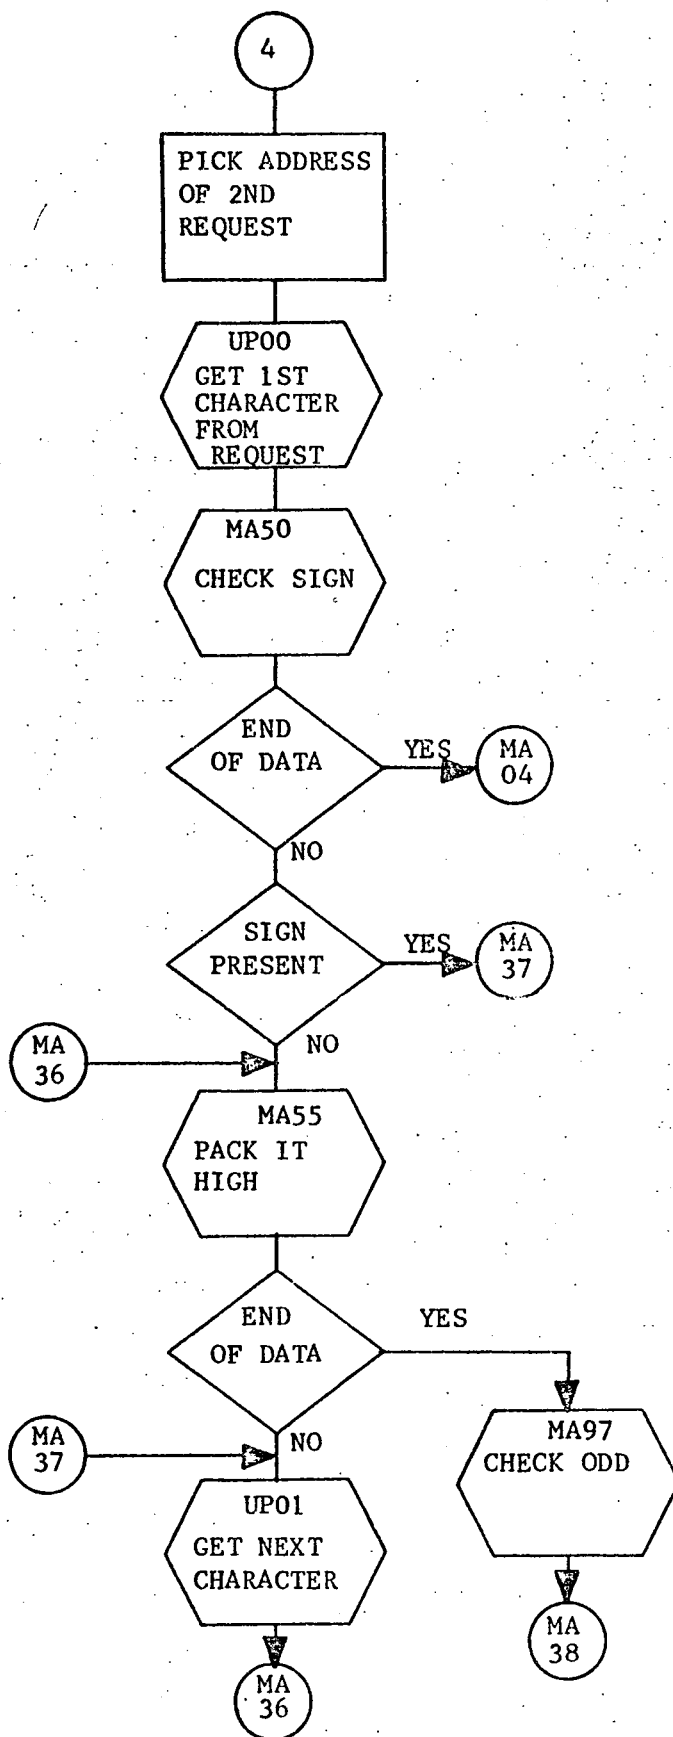 4
PICK ADDRESS
OF 2ND
REQUEST
UP00
GET 1ST
CHARACTER
FROM
REQUEST
MA50
CHECK SIGN
END
OF DATA
YES
MA
04
NO
SIGN
PRESENT
YES
MA
37
NO
MA
36
MA55
PACK IT
HIGH
END
OF DATA
YES
NO
MA
37
MA97
CHECK ODD
UP01
GET NEXT
CHARACTER
MA
38
MA
36